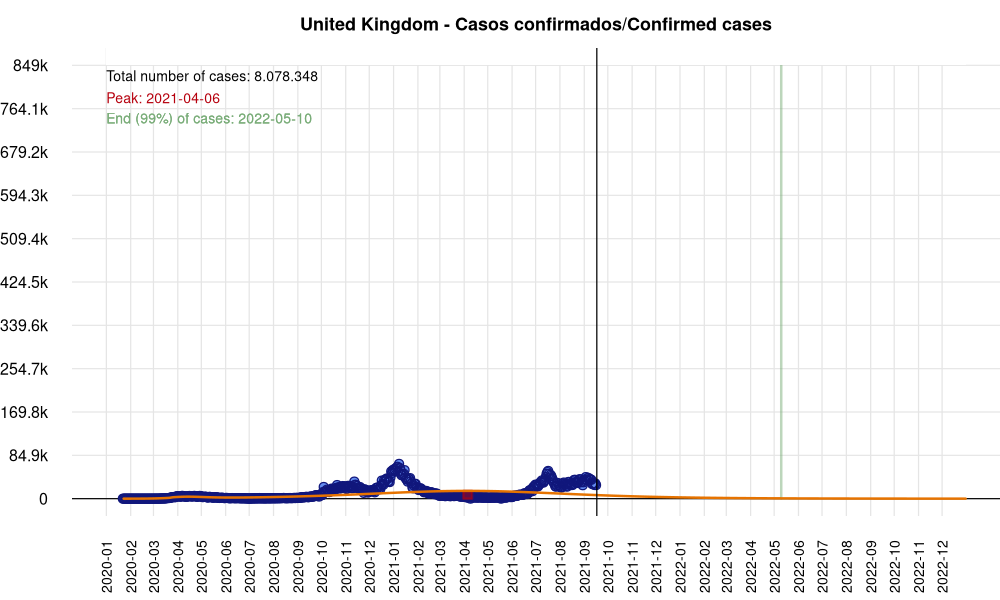 United Kingdom - Casos confirmados/Confirmed cases
849k
764.1k
679.2k
594.3k
509.4k
424.5k
339.6k
254.7k
169.8k
84.9k
0
Total number of cases: 8.078.348
Peak: 2021-04-06
End (99%) of cases: 2022-05-10
2020-01
2020-02
2020-03
2020-04
2020-05
2020-06
2020-07
2020-08
2020-09
2020-10
2020-11
2020-12
2021-01
2021-02
2021-03
2021-04
2021-05
2021-06
2021-07
2021-08
2021-09
2021-10
2021-11
2021-12
2022-01
2022-02
2022-03
2022-04
2022-05
2022-06
2022-07
2022-08
2022-09
2022-10
2022-11
2022-12